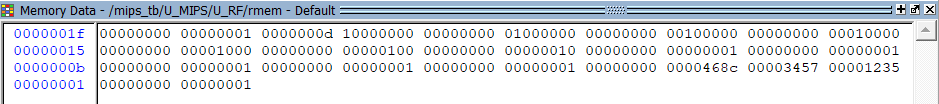 Memory Data - /mips_tb/U_MIPS/U_RF/rmem - Default
0000001f 00000000 00000001 0000000d 10000000 00000000 01000000 00000000 00100000 00000000 00010000
00000015 00000000 00001000 00000000 00000100 00000000 00000010 00000000 00000001 00000000 00000001
0000000b 00000000 00000001 00000000 00000001 00000000 00000001 00000000 0000468c 00003457 00001235
00000001 00000000 00000001